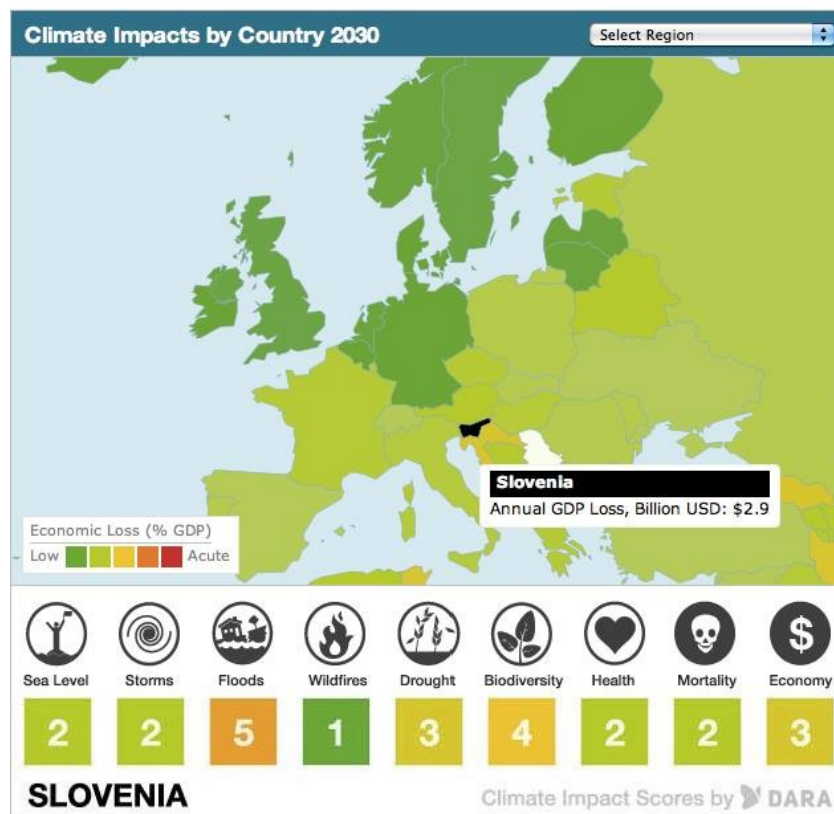 Climate Impacts by Country 2030
Select Region
Slovenia
Annual GDP Loss, Billion USD: $2.9
Economic Loss (% GDP)
Low Acute
Sea Level Storms Floods Wildfires Drought Biodiversity Health Mortality Economy
$
2 2 5 1 3 4 2 2 3
SLOVENIA
Climate Impact Scores by DARA